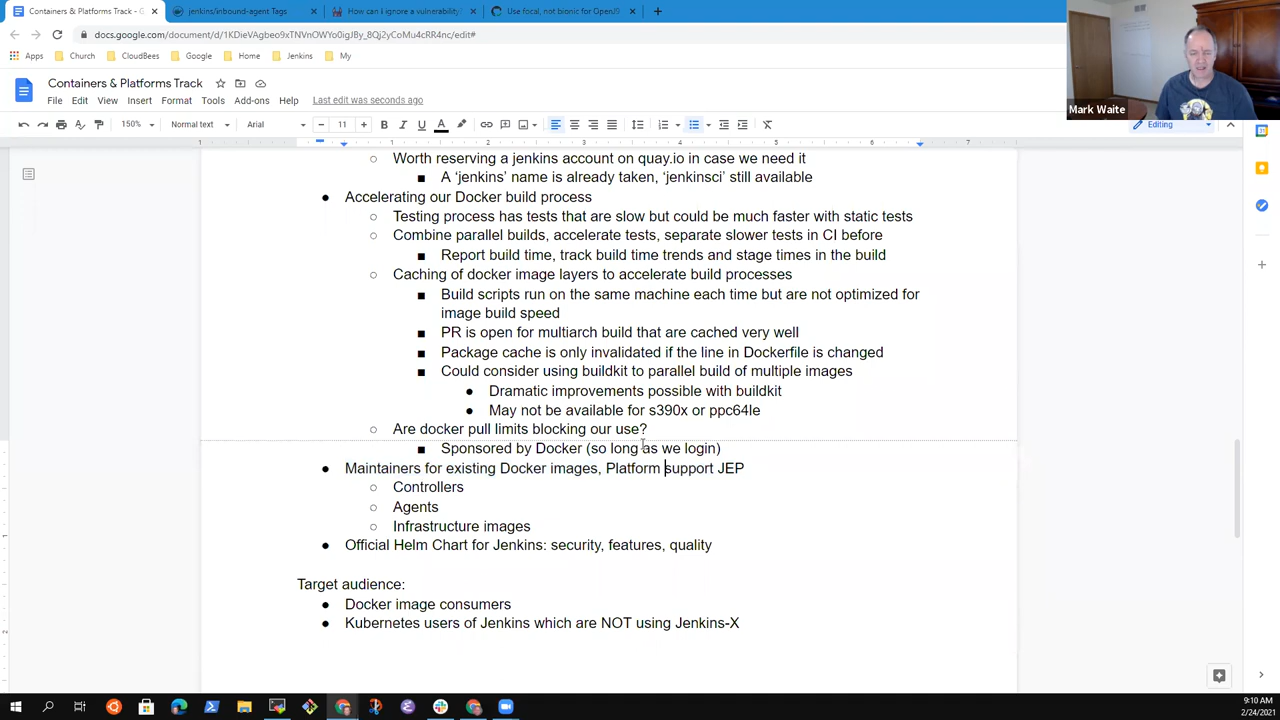 Containers & Platforms Track - G
jenkins/inbound-agent Tags
How can i ignore a vulnerability?
Use focal, not bionic for OpenJ9
docs.google.com/document/d/1KDieVAgbeo9xTNVnOWYo0igJ8y_8Qj2yCoMu4cRR4nc/edit#
Apps Church CloudBees Google Home Jenkins My
Containers & Platforms Track
File Edit View Insert Format Tools Add-ons Help Last edit was seconds ago
Mark Waite
150% Normal text Arial 11 Editing
1 1 2 3 4 5 6 7
Worth reserving a jenkins account on quay.io in case we need it
A ‘jenkins’ name is already taken, ‘jenkinsci’ still available
Accelerating our Docker build process
Testing process has tests that are slow but could be much faster with static tests
Combine parallel builds, accelerate tests, separate slower tests in CI before
Report build time, track build time trends and stage times in the build
Caching of docker image layers to accelerate build processes
Build scripts run on the same machine each time but are not optimized for
image build speed
PR is open for multiarch build that are cached very well
Package cache is only invalidated if the line in Dockerfile is changed
Could consider using buildkit to parallel build of multiple images
Dramatic improvements possible with buildkit
May not be available for s390x or ppc64le
Are docker pull limits blocking our use?
Sponsored by Docker (so long as we login)
Maintainers for existing Docker images, Platform support JEP
Controllers
Agents
Infrastructure images
Official Helm Chart for Jenkins: security, features, quality
Target audience:
Docker image consumers
Kubernetes users of Jenkins which are NOT using Jenkins-X
9:10 AM
2/24/2021